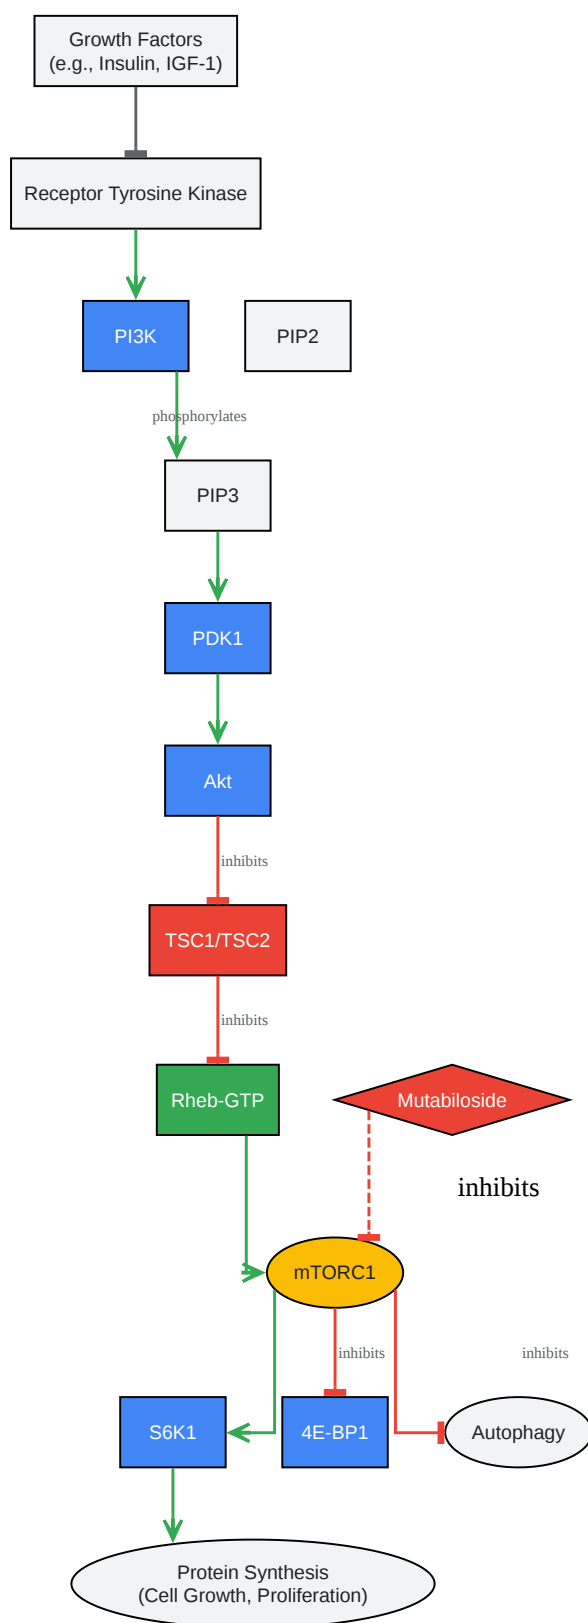 Growth Factors
(e.g., Insulin, IGF-1)
Receptor Tyrosine Kinase
PI3K
PIP2
phosphorylates
PIP3
PDK1
Akt
inhibits
TSC1/TSC2
inhibits
Rheb-GTP
Mutabiloside
inhibits
mTORC1
inhibits
inhibits
S6K1
4E-BP1
Autophagy
Protein Synthesis
(Cell Growth, Proliferation)